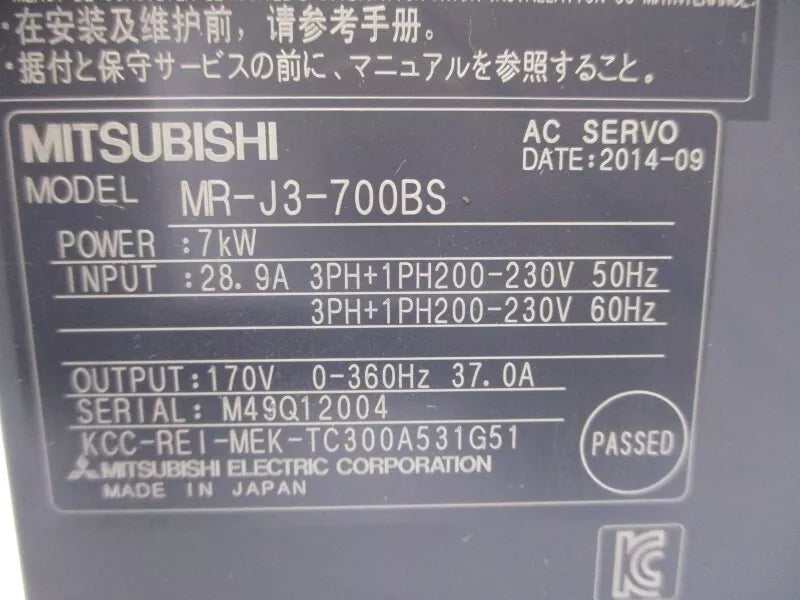 在安装及维护前，请参考手册。
・据付と保守サービスの前に、マニュアルを参照すること。
MITSUBISHI
AC SERVO
DATE:2014-09
MODEL MR-J3-700BS
POWER :7kW
INPUT :28.9A 3PH+1PH200-230V 50Hz
3PH+1PH200-230V 60Hz
OUTPUT:170V 0-360Hz 37.0A
SERIAL: M49Q12004
KCC-REI-MEK-TC300A531G51
PASSED
MITSUBISHI ELECTRIC CORPORATION
MADE IN JAPAN